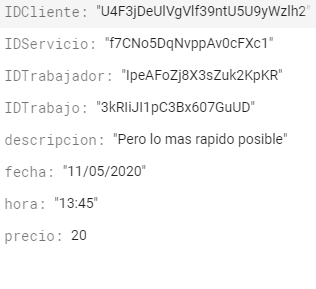 IDCliente: "U4F3jDeUlVgVlf39ntU5U9yWzlh2"
IDServicio: "f7CNo5DqNvppAv0cFXc1"
IDTrabajador: "IpeAFoZj8X3sZuk2KpKR"
IDTrabajo: "3kRIiJI1pC3Bx607GuUD"
descripcion: "Pero lo mas rapido posible"
fecha: "11/05/2020"
hora: "13:45"
precio: 20